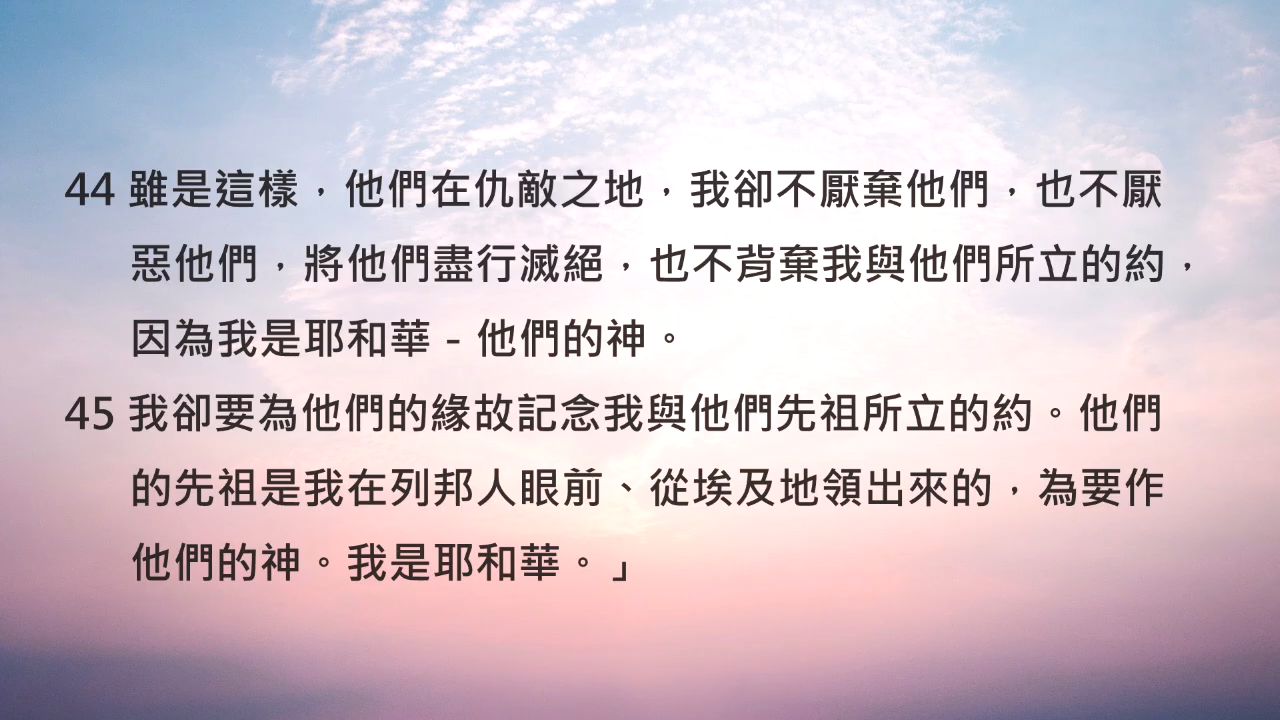 44 雖是這樣，他們在仇敵之地，我卻不厭棄他們，也不厭
惡他們，將他們盡行滅絕，也不背棄我與他們所立的約，
因為我是耶和華 - 他們的神。
45 我卻要為他們的緣故記念我與他們先祖所立的約。他們
的先祖是我在列邦人眼前、從埃及地領出來的，為要作
他們的神。我是耶和華。」